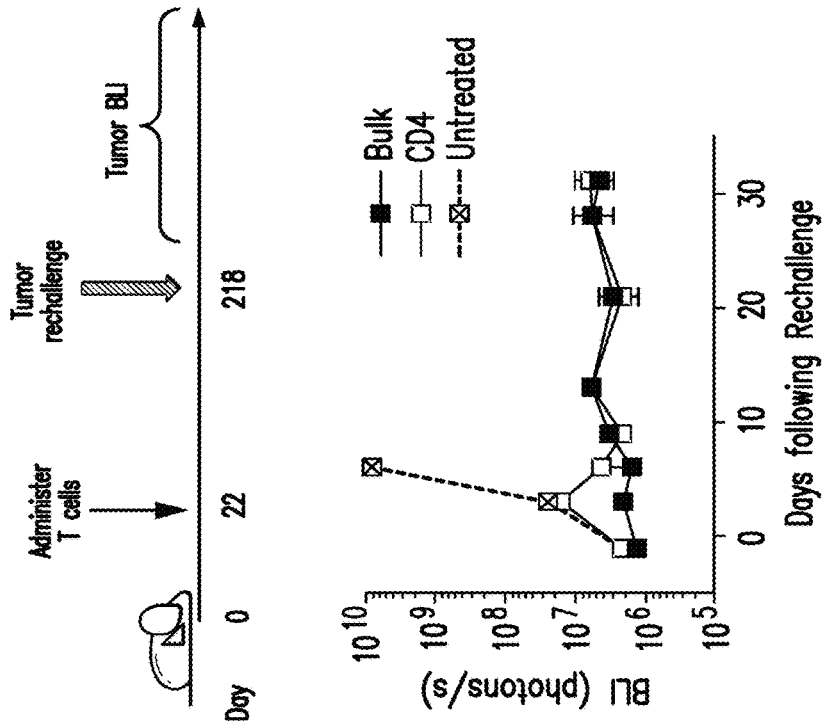 Administer
T cells
Tumor
rechallenge
Tumor BLI
Day
0
22
218
Bulk
CD4
Untreated
BLI (photons/s)
10^10
10^9
10^8
10^7
10^6
10^5
0
10
20
30
Days following Rechallenge